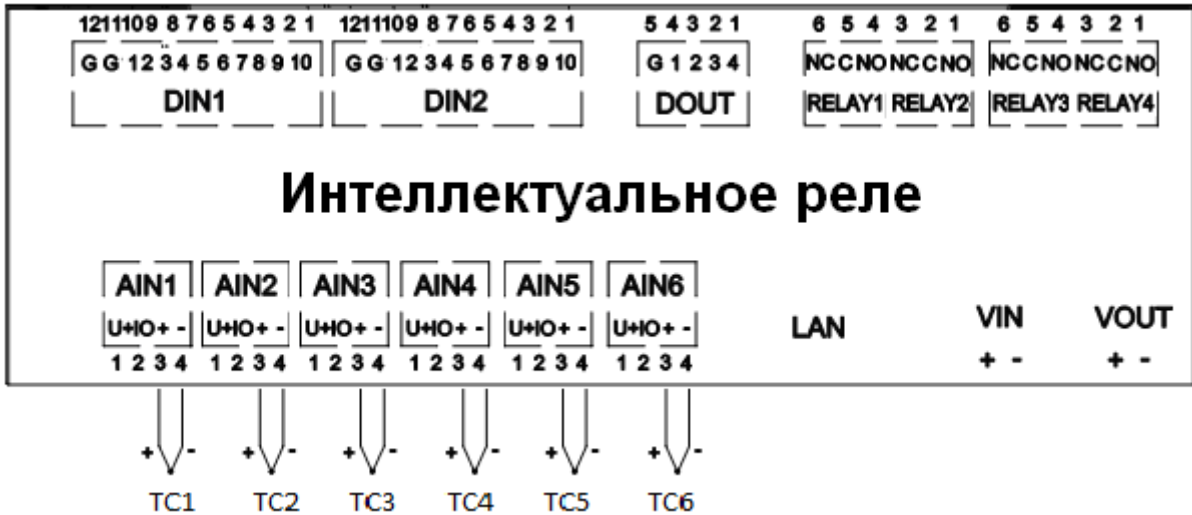 12 11 10 9 8 7 6 5 4 3 2 1 12 11 10 9 8 7 6 5 4 3 2 1 5 4 3 2 1 6 5 4 3 2 1 6 5 4 3 2 1
G G 1 2 3 4 5 6 7 8 9 10 G G 1 2 3 4 5 6 7 8 9 10 G 1 2 3 4 NC C NO NC C NO NC C NO NC C NO
DIN1 DIN2 DOUT RELAY1 RELAY2 RELAY3 RELAY4
Интеллектуальное реле
AIN1 AIN2 AIN3 AIN4 AIN5 AIN6
U+IO+ - U+IO+ - U+IO+ - U+IO+ - U+IO+ - U+IO+ - LAN VIN VOUT
1 2 3 4 1 2 3 4 1 2 3 4 1 2 3 4 1 2 3 4 1 2 3 4 + - + -
+ - + - + - + - + - + -
TC1 TC2 TC3 TC4 TC5 TC6